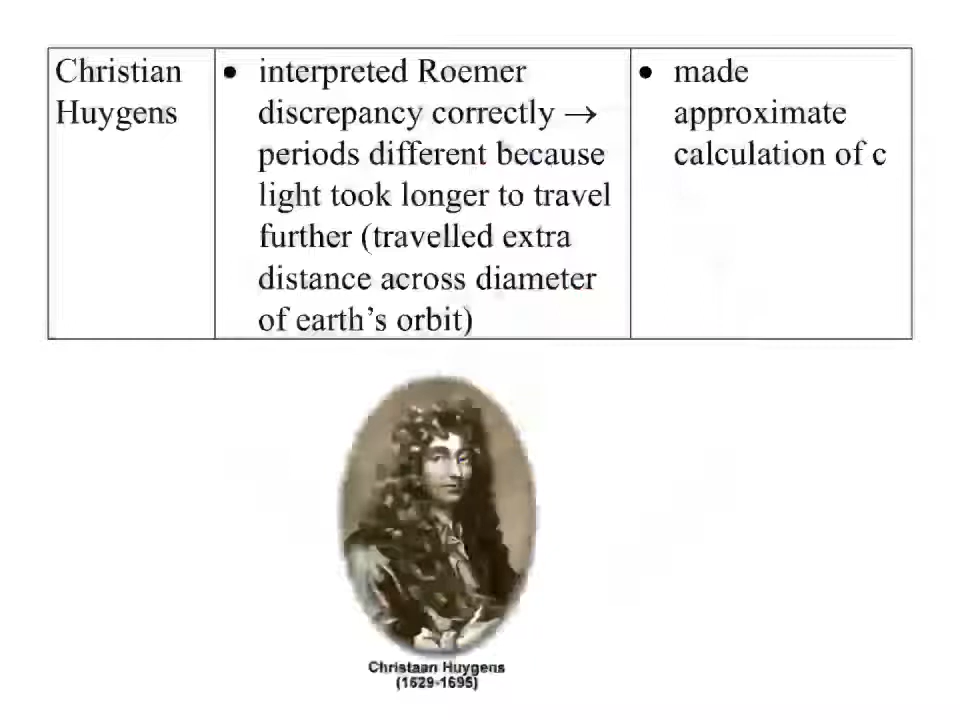 Christian
Huygens
• interpreted Roemer
discrepancy correctly →
periods different because
light took longer to travel
further (travelled extra
distance across diameter
of earth's orbit)
• made
approximate
calculation of c
Christaan Huygens
(1629-1695)